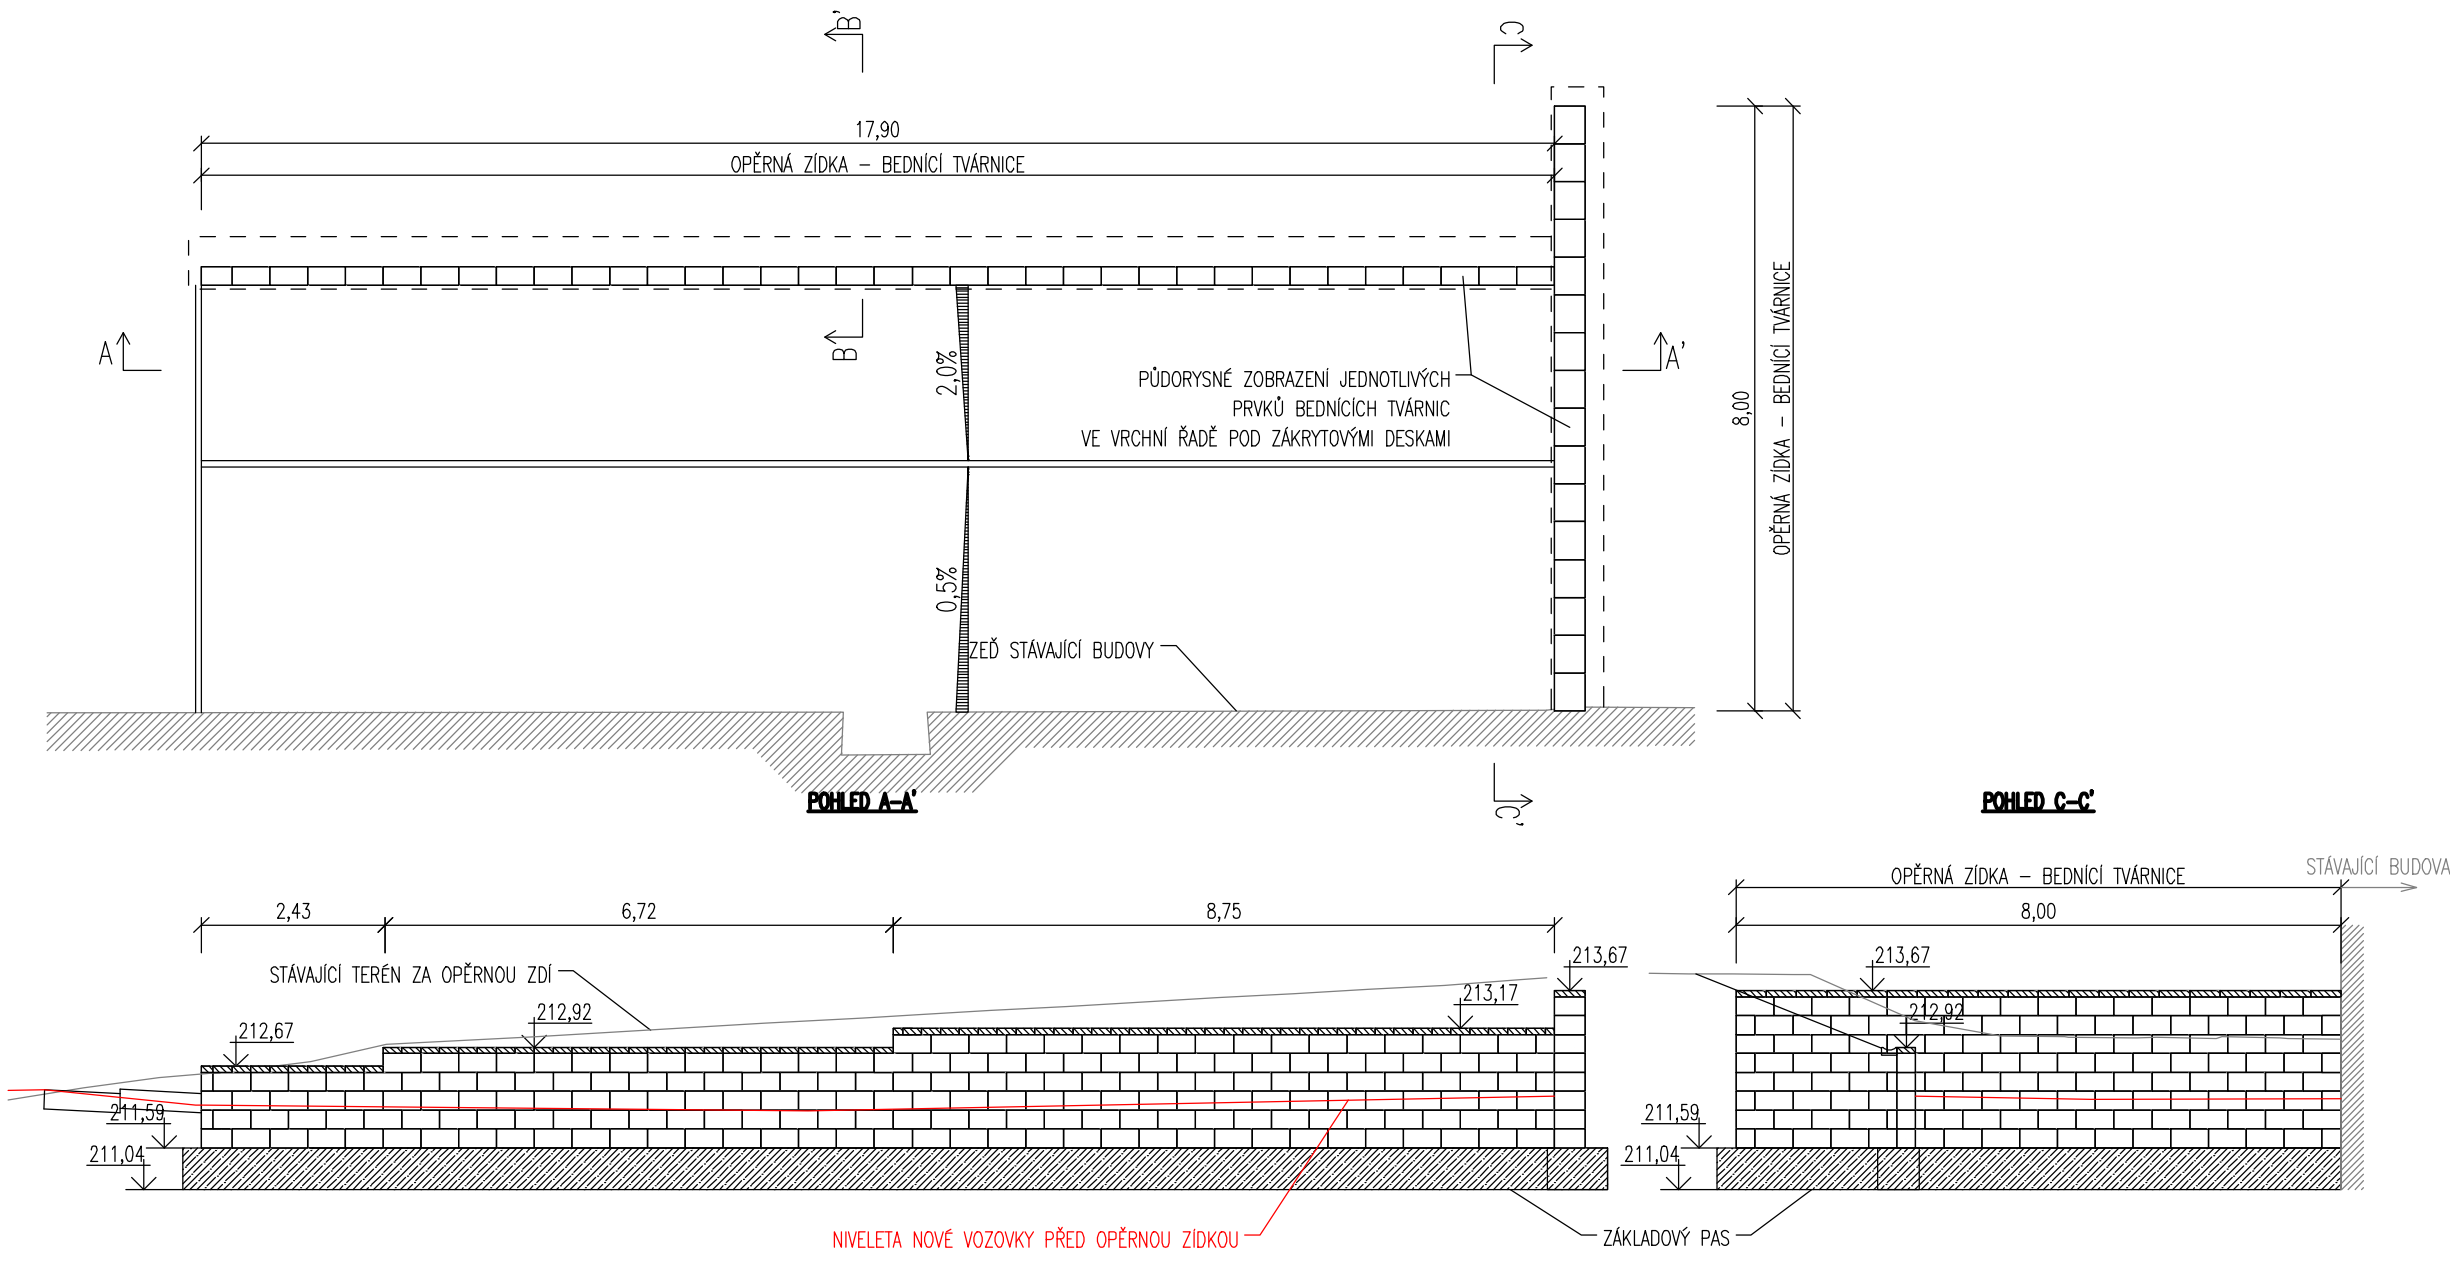 B'
C
17,90
OPĚRNÁ ZÍDKA – BEDNÍCÍ TVÁRNICE
A
B
2,0%
PŮDORYSNÉ ZOBRAZENÍ JEDNOTLIVÝCH
PRVKŮ BEDNÍCÍCH TVÁRNIC
VE VRCHNÍ ŘADĚ POD ZÁKRYTOVÝMI DESKAMI
A'
8,00
OPĚRNÁ ZÍDKA – BEDNÍCÍ TVÁRNICE
0,5%
ZEĎ STÁVAJÍCÍ BUDOVY
C'
POHLED A–A'
POHLED C–C'
STÁVAJÍCÍ BUDOVA
OPĚRNÁ ZÍDKA – BEDNÍCÍ TVÁRNICE
2,43
6,72
8,75
8,00
STÁVAJÍCÍ TERÉN ZA OPĚRNOU ZDÍ
213,67
213,67
213,17
212,92
212,92
212,67
211,59
211,59
211,04
211,04
NIVELETA NOVÉ VOZOVKY PŘED OPĚRNOU ZÍDKOU
ZÁKLADOVÝ PAS